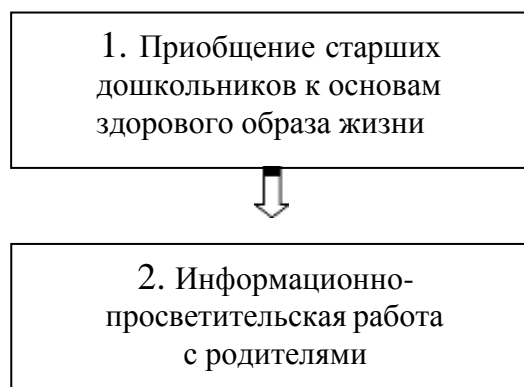 1. Приобщение старших
дошкольников к основам
здорового образа жизни
2. Информационно-
просветительская работа
с родителями